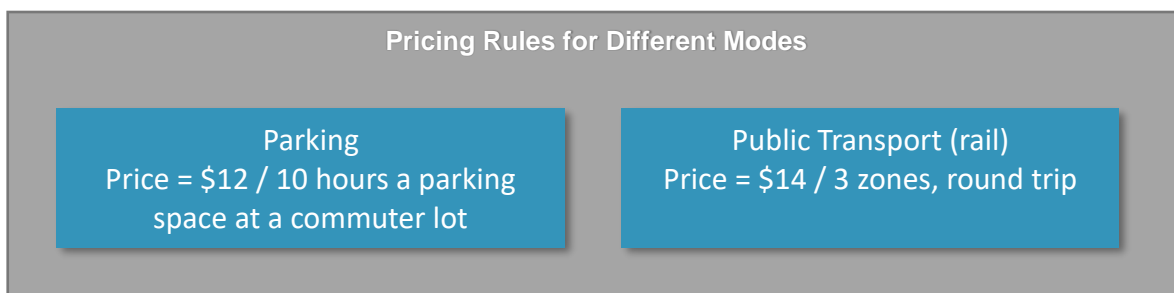 Pricing Rules for Different Modes
Parking
Price = $12 / 10 hours a parking
space at a commuter lot
Public Transport (rail)
Price = $14 / 3 zones, round trip